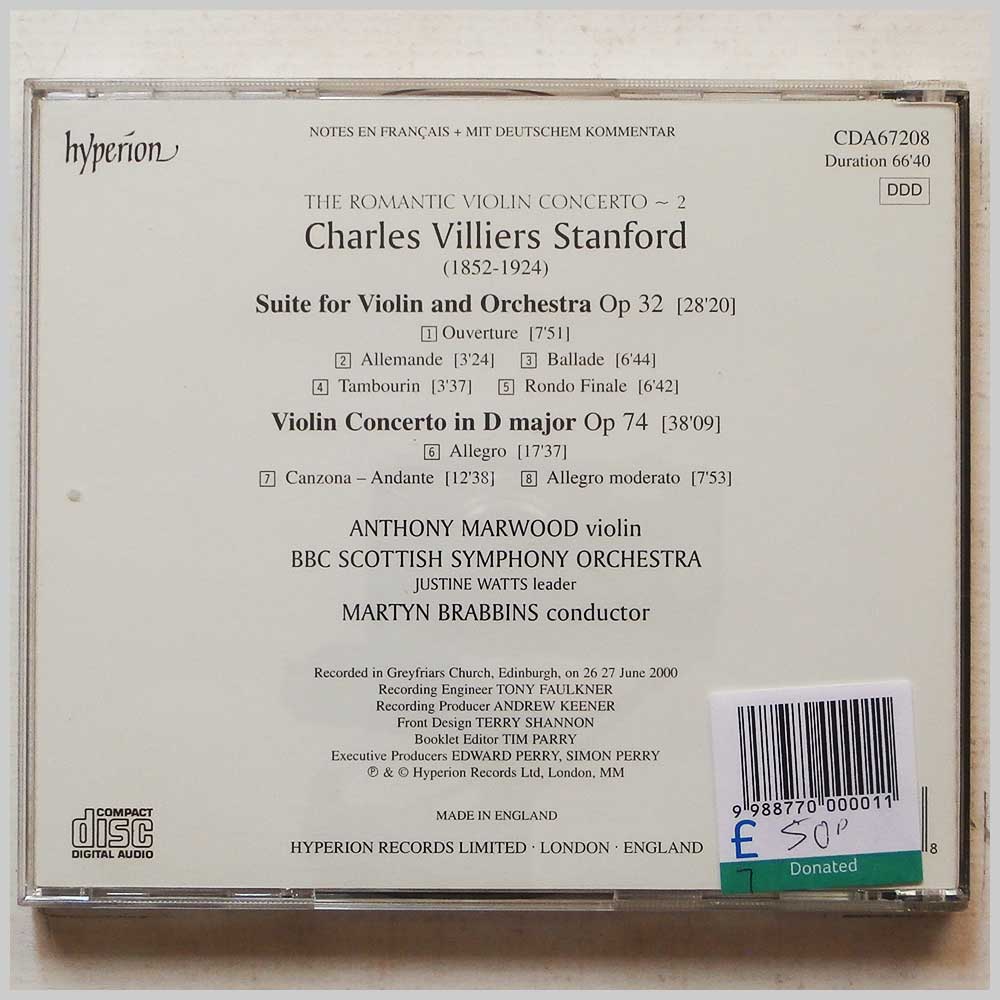 hyperion
NOTES EN FRANÇAIS + MIT DEUTSCHEM KOMMENTAR
CDA67208
Duration 66'40
DDD
THE ROMANTIC VIOLIN CONCERTO ~ 2
Charles Villiers Stanford
(1852-1924)
Suite for Violin and Orchestra Op 32 [28'20]
1 Ouverture [7'51]
2 Allemande [3'24] 3 Ballade [6'44]
4 Tambourin [3'37] 5 Rondo Finale [6'42]
Violin Concerto in D major Op 74 [38'09]
6 Allegro [17'37]
7 Canzona – Andante [12'38] 8 Allegro moderato [7'53]
ANTHONY MARWOOD violin
BBC SCOTTISH SYMPHONY ORCHESTRA
JUSTINE WATTS leader
MARTYN BRABBINS conductor
Recorded in Greyfriars Church, Edinburgh, on 26 27 June 2000
Recording Engineer TONY FAULKNER
Recording Producer ANDREW KEENER
Front Design TERRY SHANNON
Booklet Editor TIM PARRY
Executive Producers EDWARD PERRY, SIMON PERRY
℗ & © Hyperion Records Ltd, London, MM
MADE IN ENGLAND
HYPERION RECORDS LIMITED · LONDON · ENGLAND
COMPACT
disc
DIGITAL AUDIO
9 988770 000011
£ 50P
Donated
7
8